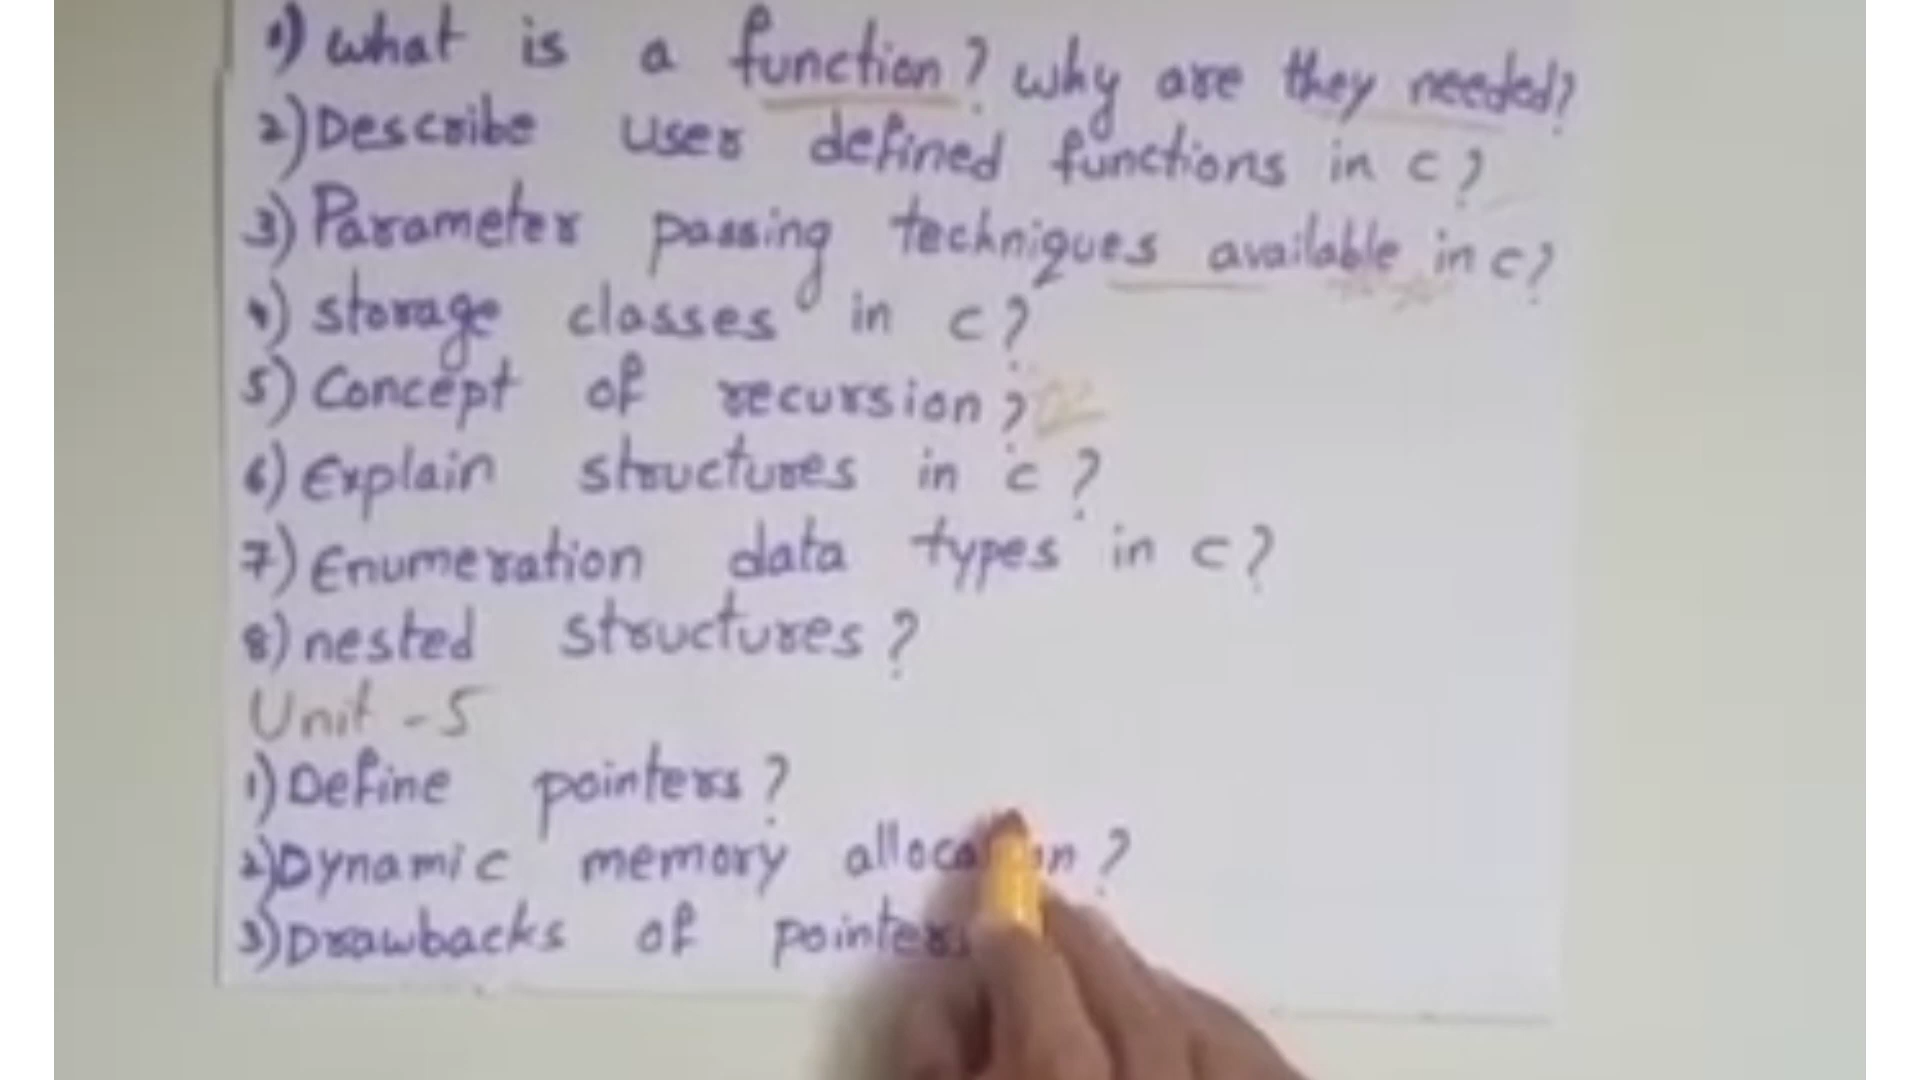 1) what is a function? why are they needed?
2) Describe user defined functions in c?
3) Parameter passing techniques available in c?
4) storage classes in c?
5) Concept of recursion?
6) Explain structures in c?
7) Enumeration data types in c?
8) nested structures?
Unit - 5
1) Define pointers?
2) Dynamic memory allocation?
3) Drawbacks of pointers